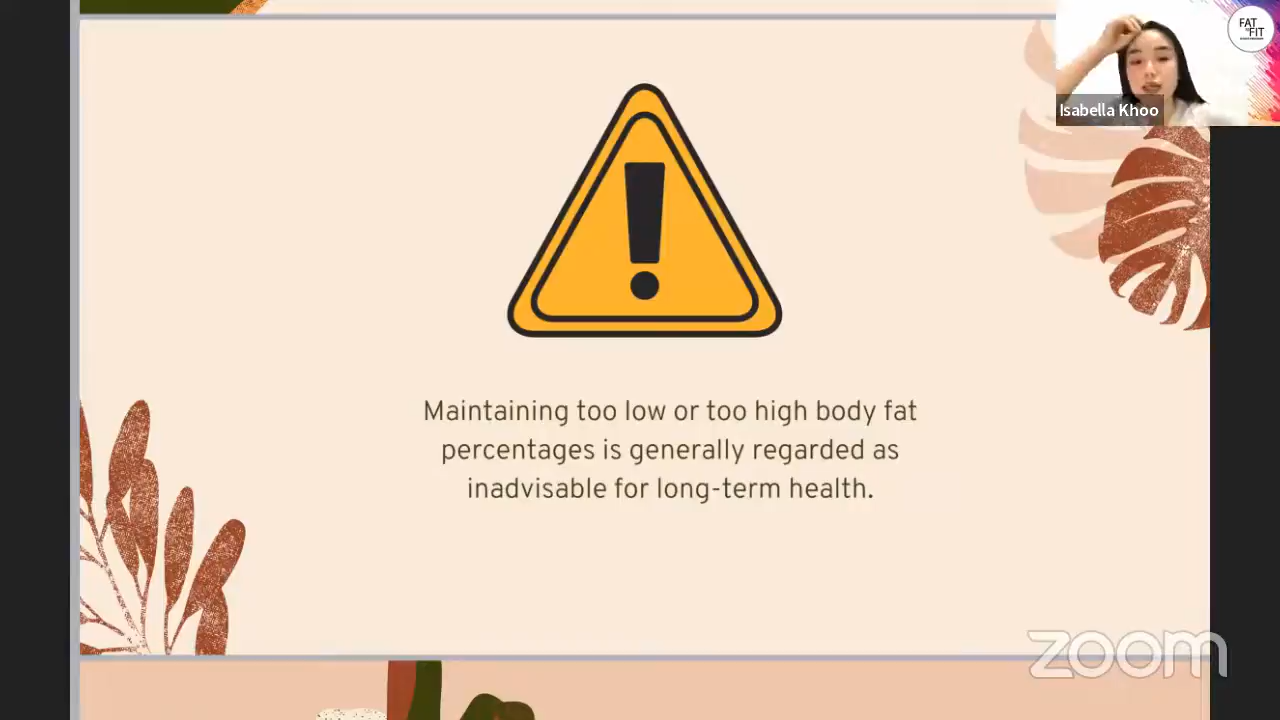 FAT
FIT
Isabella Khoo
!
Maintaining too low or too high body fat
percentages is generally regarded as
inadvisable for long-term health.
zoom